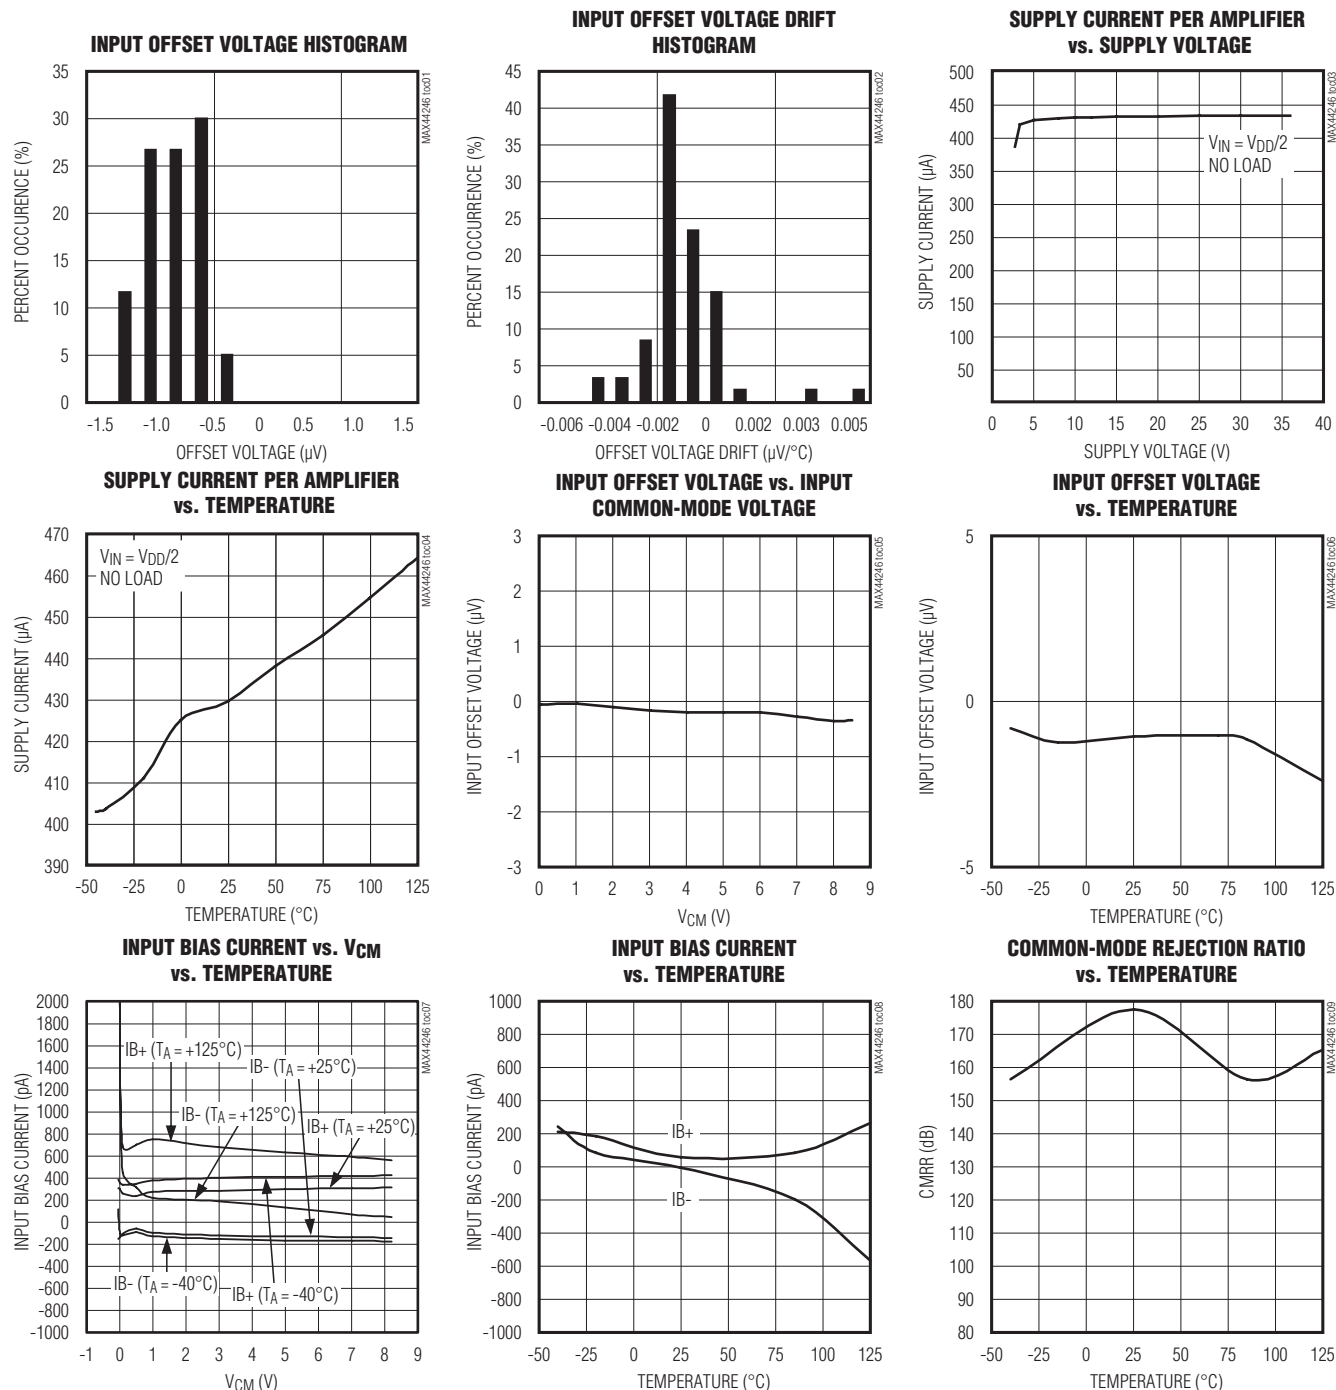 INPUT OFFSET VOLTAGE HISTOGRAM
MAX44246 toc01
PERCENT OCCURENCE (%)
35
30
25
20
15
10
5
0
-1.5 -1.0 -0.5 0 0.5 1.0 1.5
OFFSET VOLTAGE (µV)
INPUT OFFSET VOLTAGE DRIFT
HISTOGRAM
MAX44246 toc02
PERCENT OCCURRENCE (%)
45
40
35
30
25
20
15
10
5
0
-0.006 -0.004 -0.002 0 0.002 0.003 0.005
OFFSET VOLTAGE DRIFT (µV/°C)
SUPPLY CURRENT PER AMPLIFIER
vs. SUPPLY VOLTAGE
MAX44246 toc03
SUPPLY CURRENT (µA)
500
450
400
350
300
250
200
150
100
50
VIN = VDD/2
NO LOAD
0 5 10 15 20 25 30 35 40
SUPPLY VOLTAGE (V)
SUPPLY CURRENT PER AMPLIFIER
vs. TEMPERATURE
MAX44246 toc04
SUPPLY CURRENT (µA)
470
460
450
440
430
420
410
400
390
VIN = VDD/2
NO LOAD
-50 -25 0 25 50 75 100 125
TEMPERATURE (°C)
INPUT OFFSET VOLTAGE vs. INPUT
COMMON-MODE VOLTAGE
MAX44246 toc05
INPUT OFFSET VOLTAGE (µV)
3
2
1
0
-1
-2
-3
0 1 2 3 4 5 6 7 8 9
VCM (V)
INPUT OFFSET VOLTAGE
vs. TEMPERATURE
MAX44246 toc06
INPUT OFFSET VOLTAGE (µV)
5
0
-5
-50 -25 0 25 50 75 100 125
TEMPERATURE (°C)
INPUT BIAS CURRENT vs. VCM
vs. TEMPERATURE
MAX44246 toc07
INPUT BIAS CURRENT (pA)
2000
1800
1600
1400
1200
1000
800
600
400
200
0
-200
-400
-600
-800
-1000
IB+ (TA = +125°C)
IB- (TA = +25°C)
IB- (TA = +125°C)
IB+ (TA = +25°C)
IB- (TA = -40°C)
IB+ (TA = -40°C)
-1 0 1 2 3 4 5 6 7 8 9
VCM (V)
INPUT BIAS CURRENT
vs. TEMPERATURE
MAX44246 toc08
INPUT BIAS CURRENT (pA)
1000
800
600
400
200
0
-200
-400
-600
-800
-1000
IB+
IB-
-50 -25 0 25 50 75 100 125
TEMPERATURE (°C)
COMMON-MODE REJECTION RATIO
vs. TEMPERATURE
MAX44246 toc09
CMRR (dB)
180
170
160
150
140
130
120
110
100
90
80
-50 -25 0 25 50 75 100 125
TEMPERATURE (°C)